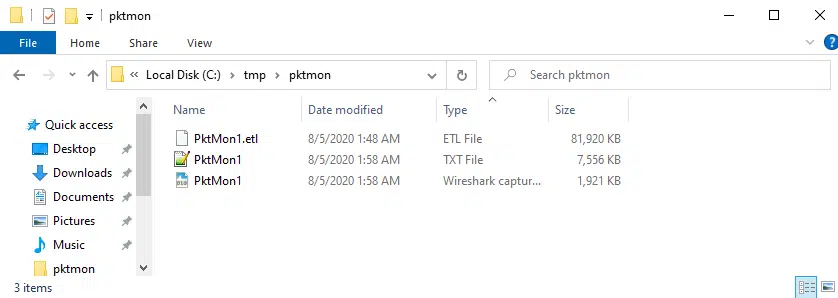 pktmon
File Home Share View
Local Disk (C:) tmp pktmon Search pktmon
Name Date modified Type Size
Quick access
Desktop
Downloads
Documents
Pictures
Music
pktmon
PktMon1.etl 8/5/2020 1:48 AM ETL File 81,920 KB
PktMon1 8/5/2020 1:58 AM TXT File 7,556 KB
PktMon1 8/5/2020 1:58 AM Wireshark captur... 1,921 KB
3 items